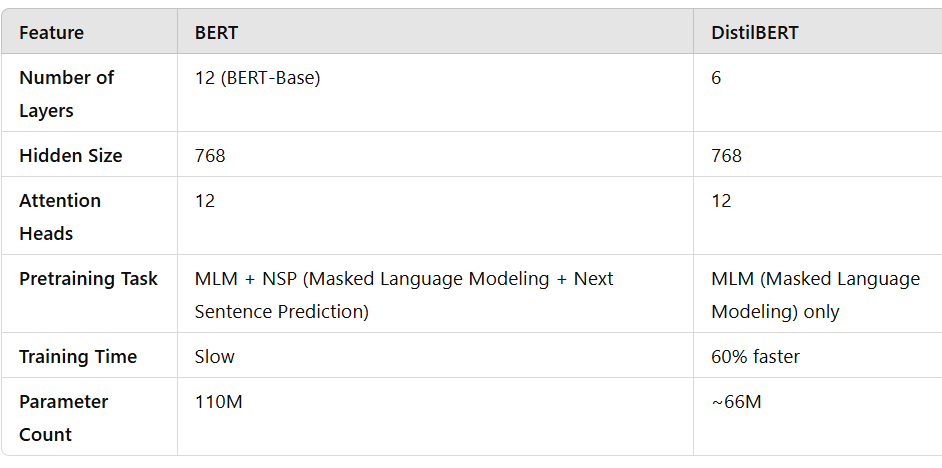 Feature BERT DistilBERT
Number of 12 (BERT-Base) 6
Layers
Hidden Size 768 768
Attention 12 12
Heads
Pretraining Task MLM + NSP (Masked Language Modeling + Next MLM (Masked Language
Sentence Prediction) Modeling) only
Training Time Slow 60% faster
Parameter 110M ~66M
Count